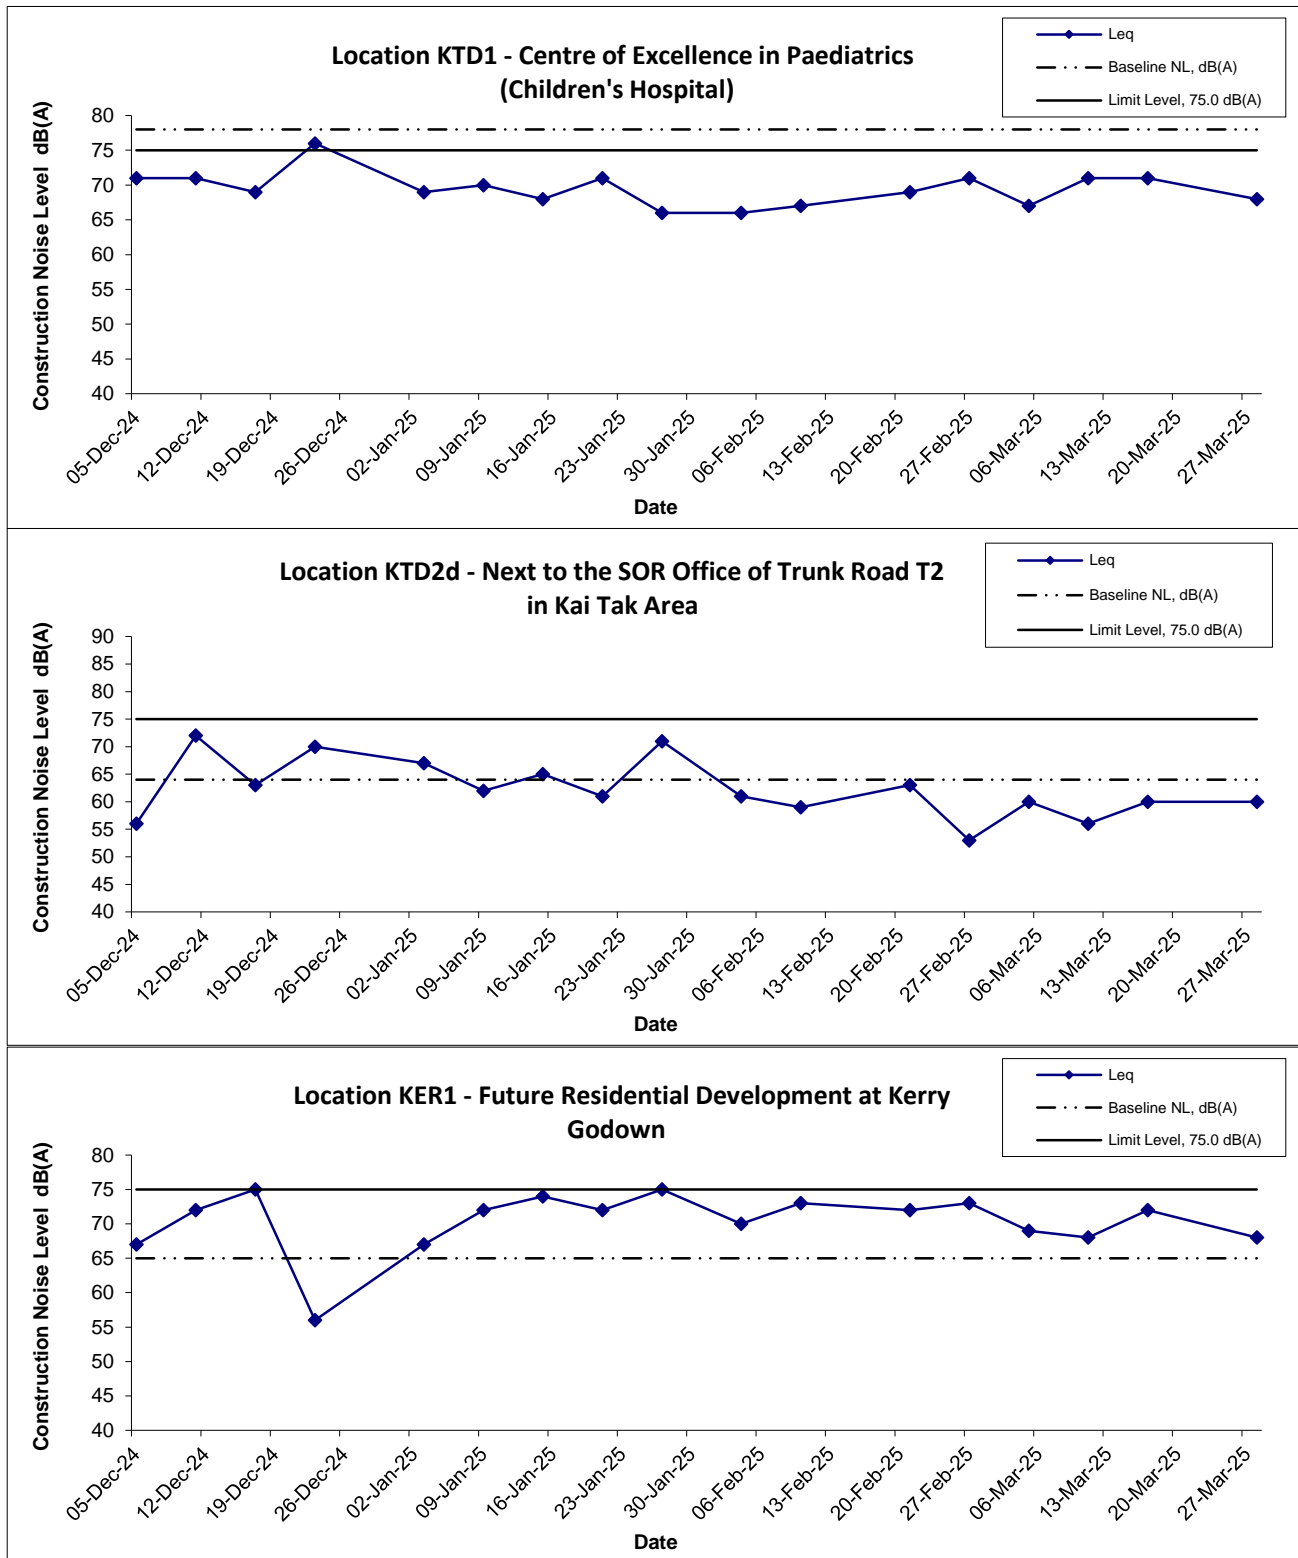 Location KTD1 - Centre of Excellence in Paediatrics
(Children's Hospital)
Leq
Baseline NL, dB(A)
Limit Level, 75.0 dB(A)
Construction Noise Level dB(A)
80
75
70
65
60
55
50
45
40
05-Dec-24
12-Dec-24
19-Dec-24
26-Dec-24
02-Jan-25
09-Jan-25
16-Jan-25
23-Jan-25
30-Jan-25
06-Feb-25
13-Feb-25
20-Feb-25
27-Feb-25
06-Mar-25
13-Mar-25
20-Mar-25
27-Mar-25
Date
Location KTD2d - Next to the SOR Office of Trunk Road T2
in Kai Tak Area
Leq
Baseline NL, dB(A)
Limit Level, 75.0 dB(A)
Construction Noise Level dB(A)
90
85
80
75
70
65
60
55
50
45
40
05-Dec-24
12-Dec-24
19-Dec-24
26-Dec-24
02-Jan-25
09-Jan-25
16-Jan-25
23-Jan-25
30-Jan-25
06-Feb-25
13-Feb-25
20-Feb-25
27-Feb-25
06-Mar-25
13-Mar-25
20-Mar-25
27-Mar-25
Date
Location KER1 - Future Residential Development at Kerry
Godown
Leq
Baseline NL, dB(A)
Limit Level, 75.0 dB(A)
Construction Noise Level dB(A)
80
75
70
65
60
55
50
45
40
05-Dec-24
12-Dec-24
19-Dec-24
26-Dec-24
02-Jan-25
09-Jan-25
16-Jan-25
23-Jan-25
30-Jan-25
06-Feb-25
13-Feb-25
20-Feb-25
27-Feb-25
06-Mar-25
13-Mar-25
20-Mar-25
27-Mar-25
Date